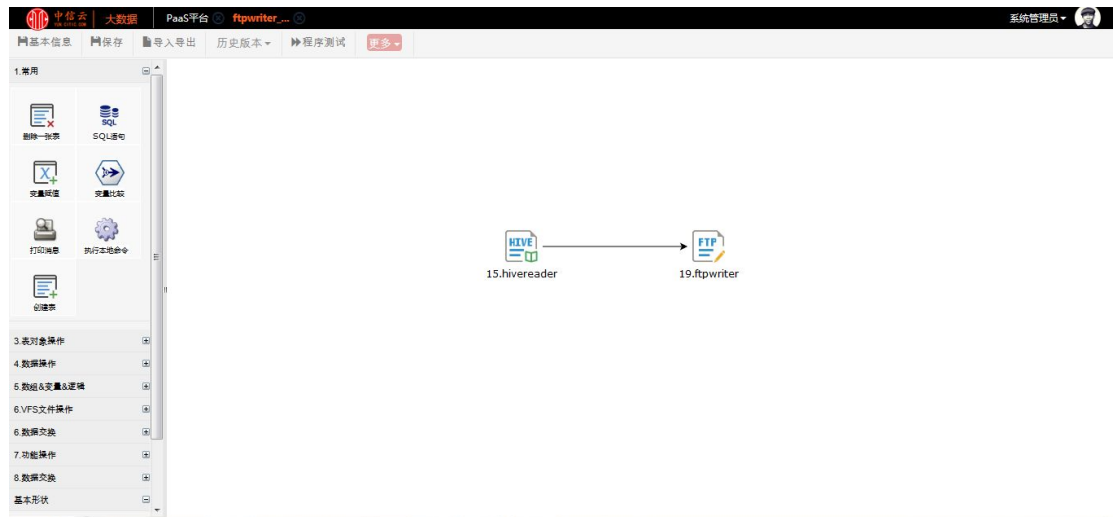 中信云 大数据 PaaS平台 ftpwriter_... 系统管理员
基本信息 保存 导入导出 历史版本 程序测试 更多
1.常用
删除一张表 SQL语句
变量赋值 变量比较
打印消息 执行本地命令
创建表
3.表对象操作
4.数据操作
5.数组&变量&逻辑
6.VFS文件操作
6.数据交换
7.功能操作
8.数据交换
基本形状
SQL
HIVE FTP
15.hivereader 19.ftpwriter